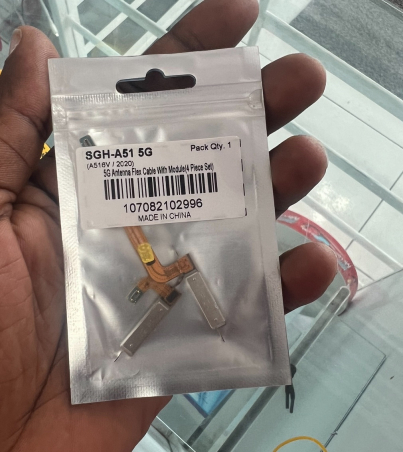 SGH-A51 5G
Pack Qty. 1
(A516V / 2020)
5G Antenna Flex Cable With Module(4 Piece Set)
107082102996
MADE IN CHINA